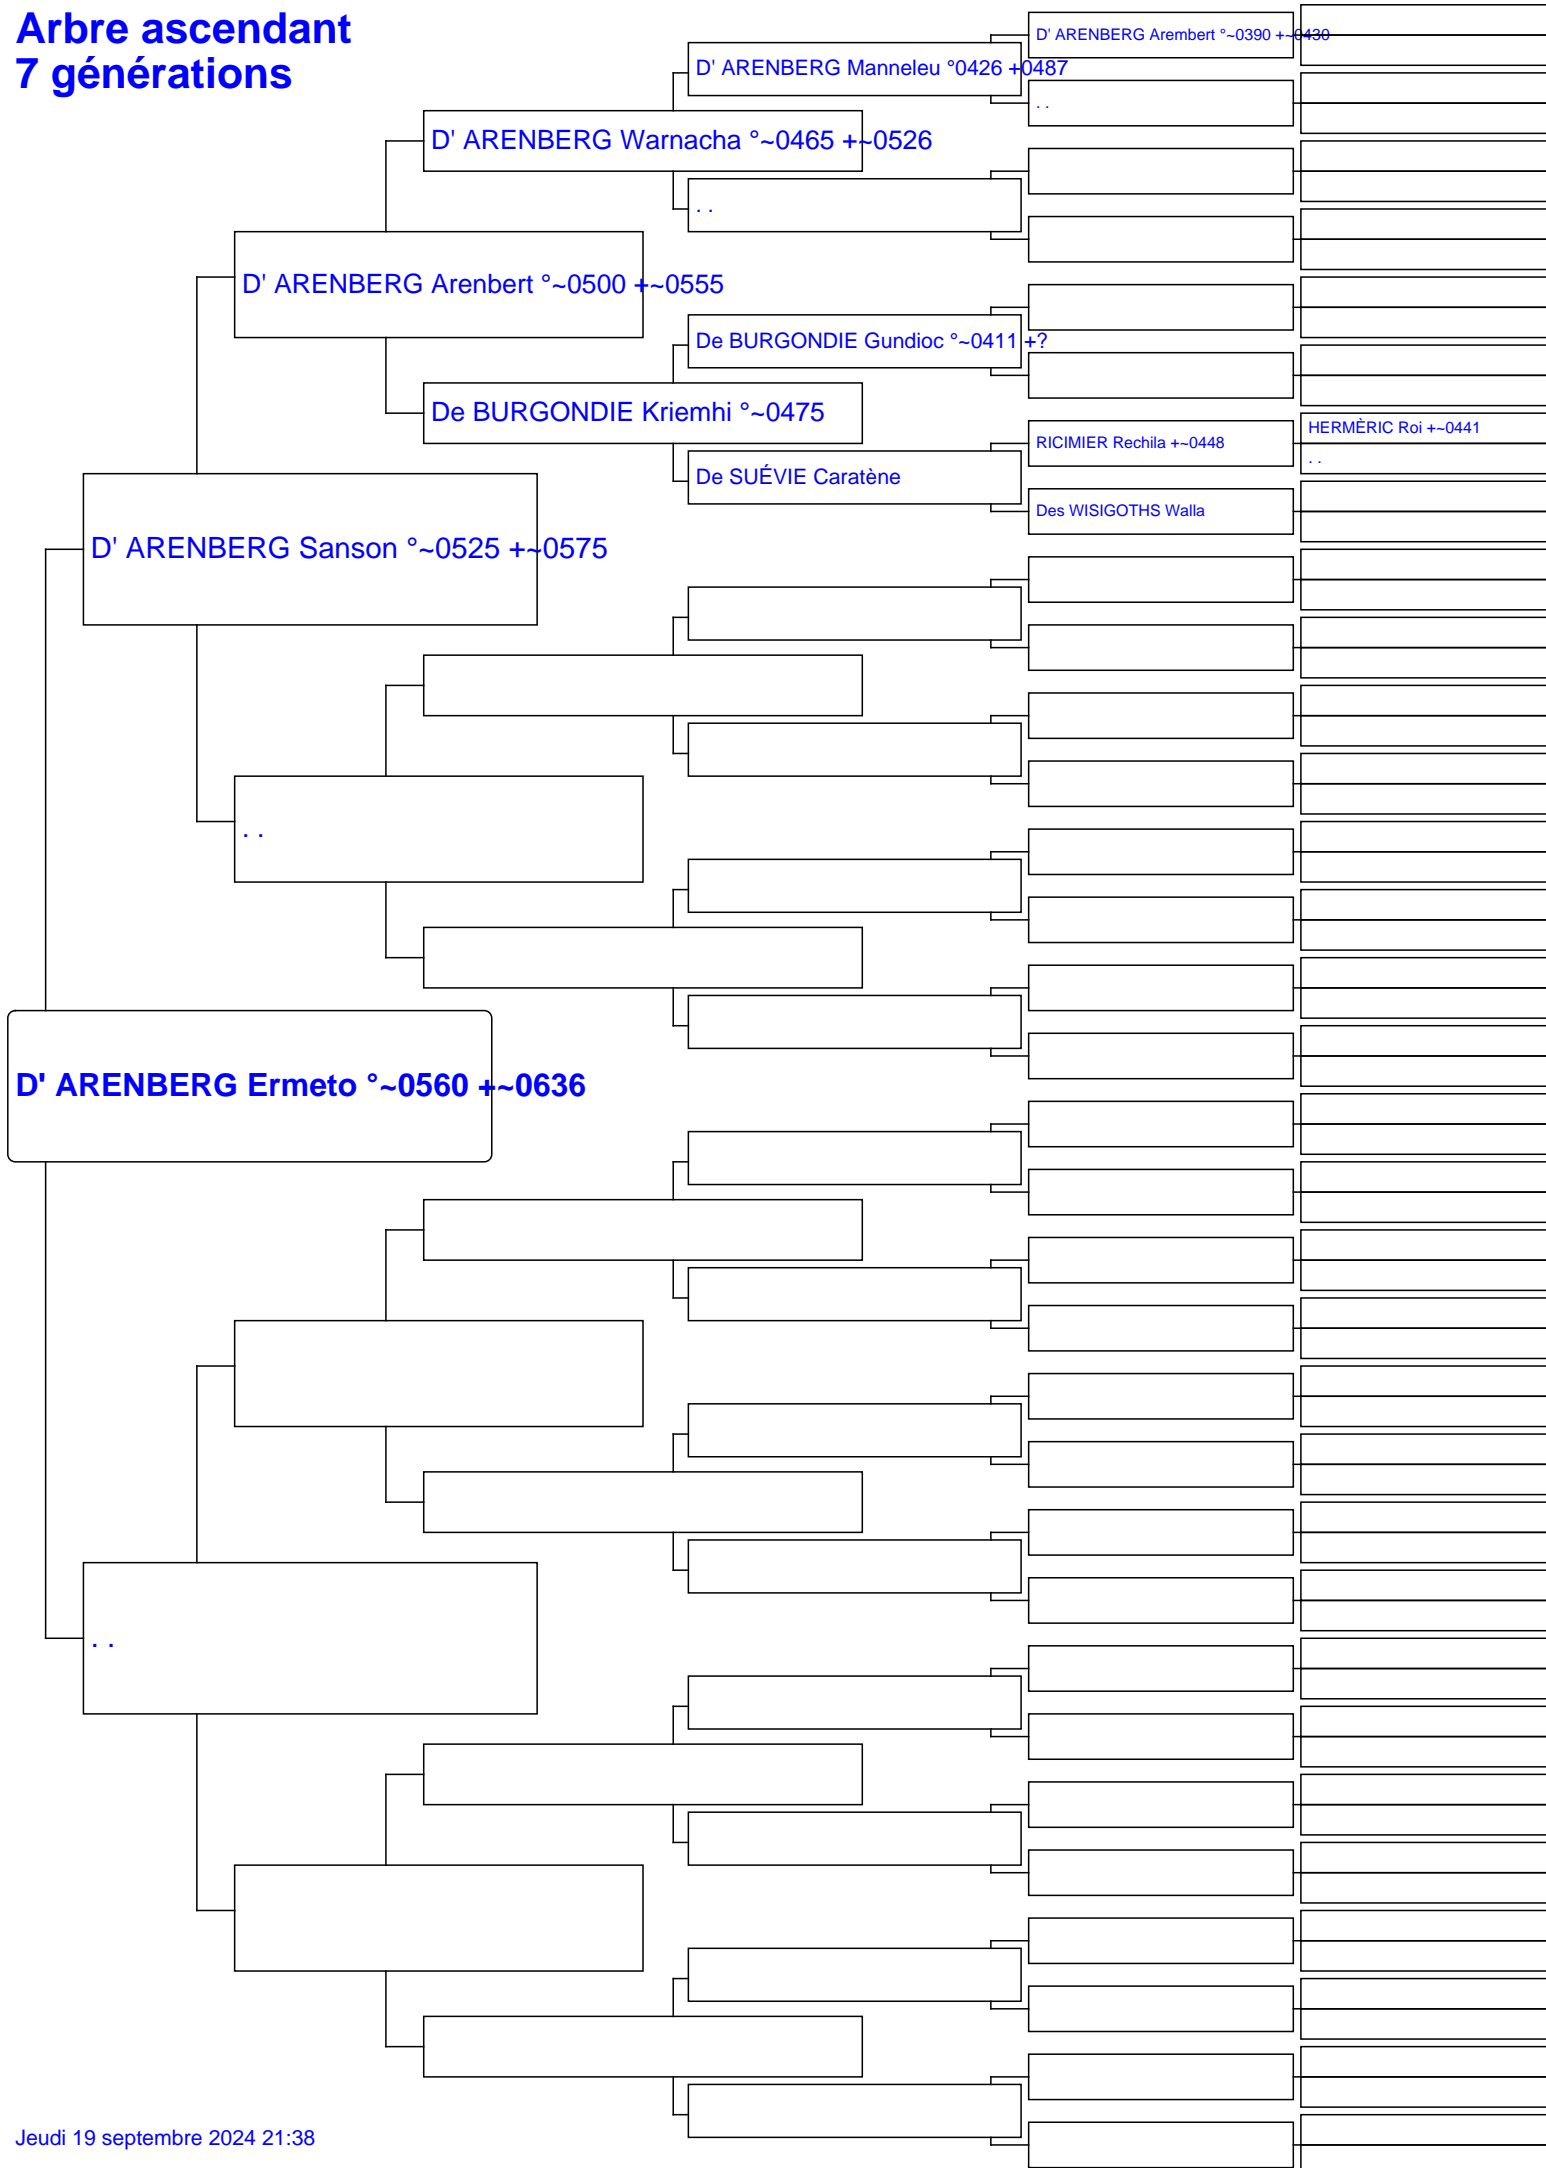 Arbre ascendant
7 générations
D' ARENBERG Arembert °~0390 +~0430
D' ARENBERG Manneleu °0426 +0487
. .
D' ARENBERG Warnacha °~0465 +~0526
. .
D' ARENBERG Arenbert °~0500 +~0555
De BURGONDIE Gundioc °~0411 +?
De BURGONDIE Kriemhi °~0475
HERMÈRIC Roi +~0441
RICIMIER Rechila +~0448
. .
De SUÉVIE Caratène
Des WISIGOTHS Walla
D' ARENBERG Sanson °~0525 +~0575
. .
D' ARENBERG Ermeto °~0560 +~0636
. .
Jeudi 19 septembre 2024 21:38